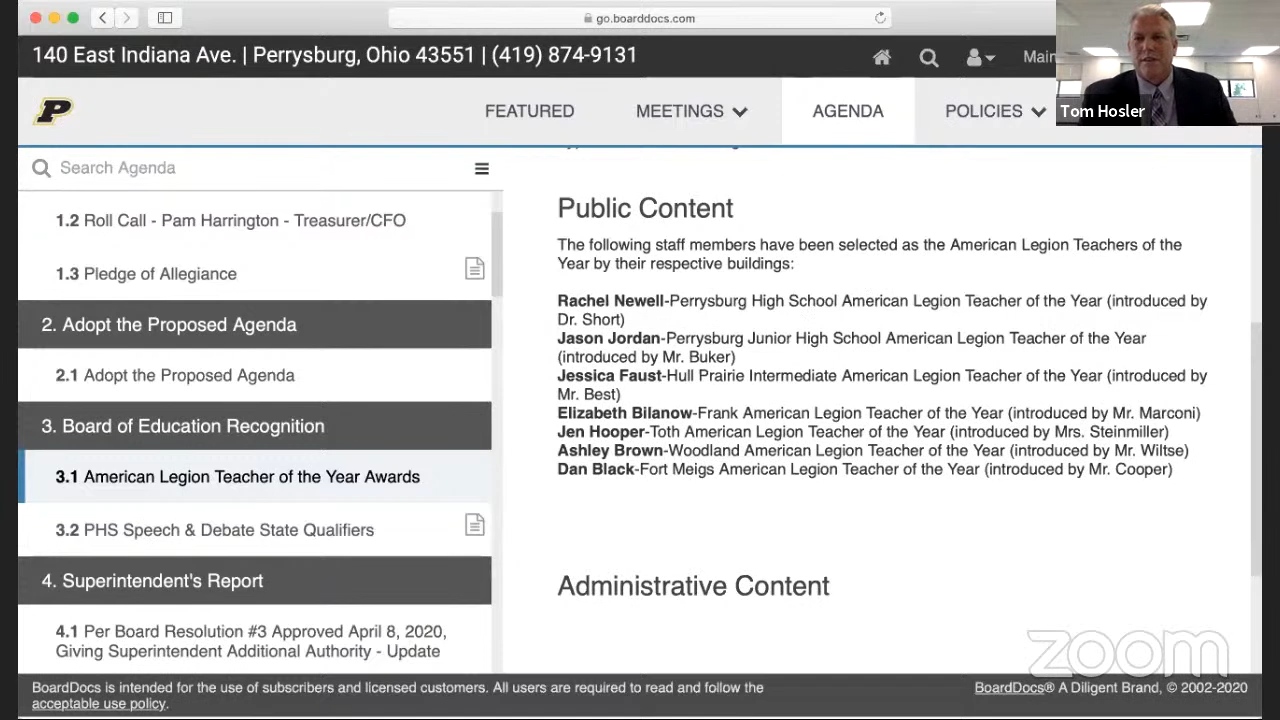 go.boarddocs.com
140 East Indiana Ave. | Perrysburg, Ohio 43551 | (419) 874-9131
Tom Hosler
P
FEATURED
MEETINGS
AGENDA
POLICIES
Search Agenda
1.2 Roll Call - Pam Harrington - Treasurer/CFO
1.3 Pledge of Allegiance
2. Adopt the Proposed Agenda
2.1 Adopt the Proposed Agenda
3. Board of Education Recognition
3.1 American Legion Teacher of the Year Awards
3.2 PHS Speech & Debate State Qualifiers
4. Superintendent's Report
4.1 Per Board Resolution #3 Approved April 8, 2020,
Giving Superintendent Additional Authority - Update
Public Content
The following staff members have been selected as the American Legion Teachers of the
Year by their respective buildings:
Rachel Newell-Perrysburg High School American Legion Teacher of the Year (introduced by
Dr. Short)
Jason Jordan-Perrysburg Junior High School American Legion Teacher of the Year
(introduced by Mr. Buker)
Jessica Faust-Hull Prairie Intermediate American Legion Teacher of the Year (introduced by
Mr. Best)
Elizabeth Bilanow-Frank American Legion Teacher of the Year (introduced by Mr. Marconi)
Jen Hooper-Toth American Legion Teacher of the Year (introduced by Mrs. Steinmiller)
Ashley Brown-Woodland American Legion Teacher of the Year (introduced by Mr. Wiltse)
Dan Black-Fort Meigs American Legion Teacher of the Year (introduced by Mr. Cooper)
Administrative Content
zoom
BoardDocs is intended for the use of subscribers and licensed customers. All users are required to read and follow the
acceptable use policy.
BoardDocs® A Diligent Brand, © 2002-2020